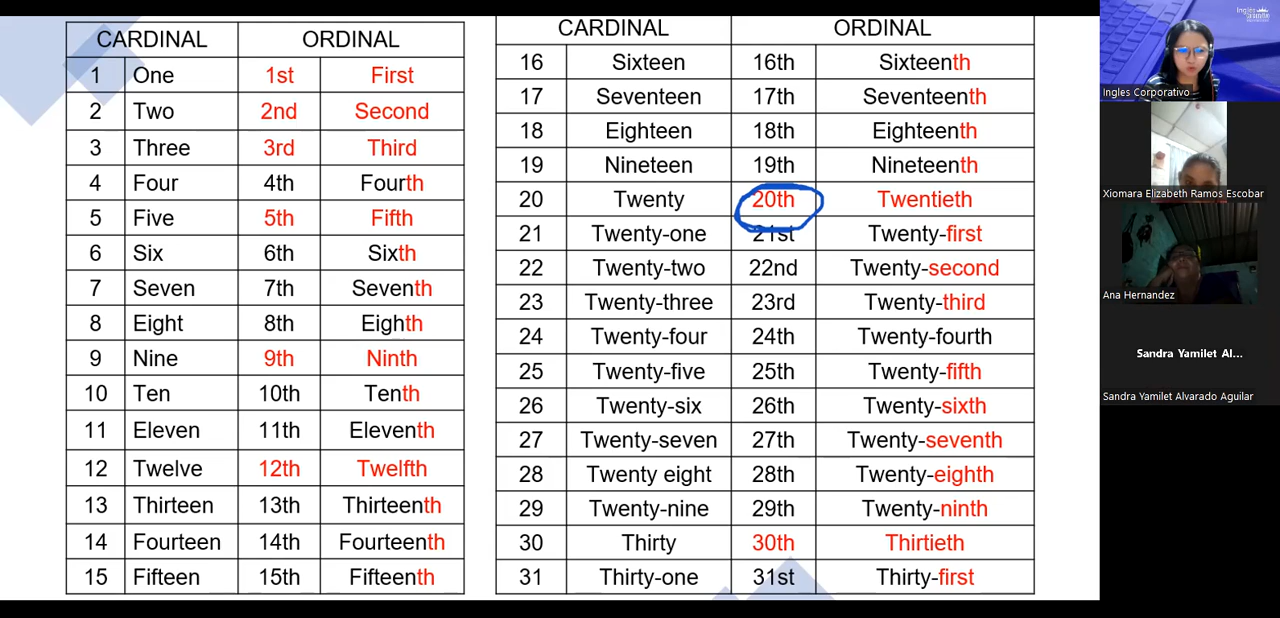 CARDINAL ORDINAL
1 One 1st First
2 Two 2nd Second
3 Three 3rd Third
4 Four 4th Fourth
5 Five 5th Fifth
6 Six 6th Sixth
7 Seven 7th Seventh
8 Eight 8th Eighth
9 Nine 9th Ninth
10 Ten 10th Tenth
11 Eleven 11th Eleventh
12 Twelve 12th Twelfth
13 Thirteen 13th Thirteenth
14 Fourteen 14th Fourteenth
15 Fifteen 15th Fifteenth
CARDINAL ORDINAL
16 Sixteen 16th Sixteenth
17 Seventeen 17th Seventeenth
18 Eighteen 18th Eighteenth
19 Nineteen 19th Nineteenth
20 Twenty 20th Twentieth
21 Twenty-one 21st Twenty-first
22 Twenty-two 22nd Twenty-second
23 Twenty-three 23rd Twenty-third
24 Twenty-four 24th Twenty-fourth
25 Twenty-five 25th Twenty-fifth
26 Twenty-six 26th Twenty-sixth
27 Twenty-seven 27th Twenty-seventh
28 Twenty eight 28th Twenty-eighth
29 Twenty-nine 29th Twenty-ninth
30 Thirty 30th Thirtieth
31 Thirty-one 31st Thirty-first
Ingles Corporativo
Xiomara Elizabeth Ramos Escobar
Ana Hernandez
Sandra Yamilet Al...
Sandra Yamilet Alvarado Aguilar